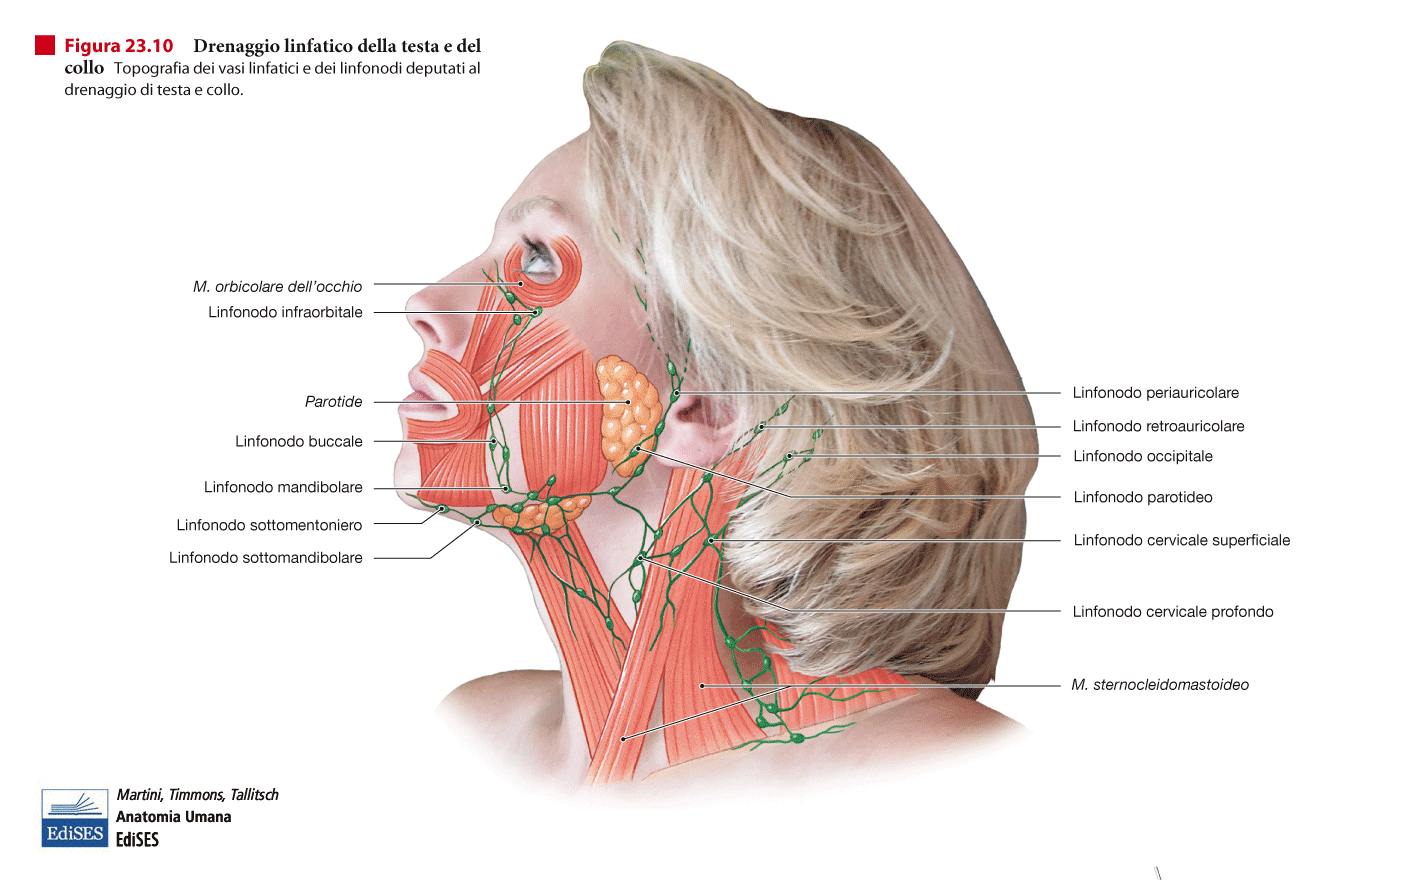 Figura 23.10 Drenaggio linfatico della testa e del
collo Topografia dei vasi linfatici e dei linfonodi deputati al
drenaggio di testa e collo.
M. orbicolare dell'occhio
Linfonodo infraorbitale
Parotide
Linfonodo buccale
Linfonodo mandibolare
Linfonodo sottomentoniero
Linfonodo sottomandibolare
Linfonodo periauricolare
Linfonodo retroauricolare
Linfonodo occipitale
Linfonodo parotideo
Linfonodo cervicale superficiale
Linfonodo cervicale profondo
M. sternocleidomastoideo
EdiSES
Martini, Timmons, Tallitsch
Anatomia Umana
EdiSES